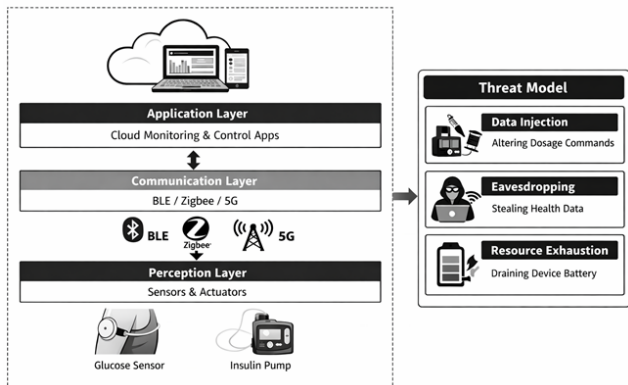 Application Layer
Cloud Monitoring & Control Apps
Communication Layer
BLE / Zigbee / 5G
BLE
Zigbee
5G
Perception Layer
Sensors & Actuators
Glucose Sensor
Insulin Pump
Threat Model
Data Injection
Altering Dosage Commands
Eavesdropping
Stealing Health Data
Resource Exhaustion
Draining Device Battery